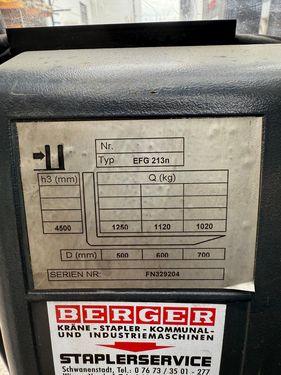 Nr.
Typ EFG 213n
h3 (mm) Q (kg)
4500 1250 1120 1020
D (mm) 500 600 700
SERIEN NR: FN329204
BERGER
KRÄNE - STAPLER - KOMMUNAL-
UND INDUSTRIEMASCHINEN
STAPLERSERVICE
Schwanenstadt, Tel. 0 76 73 / 35 01 - 277